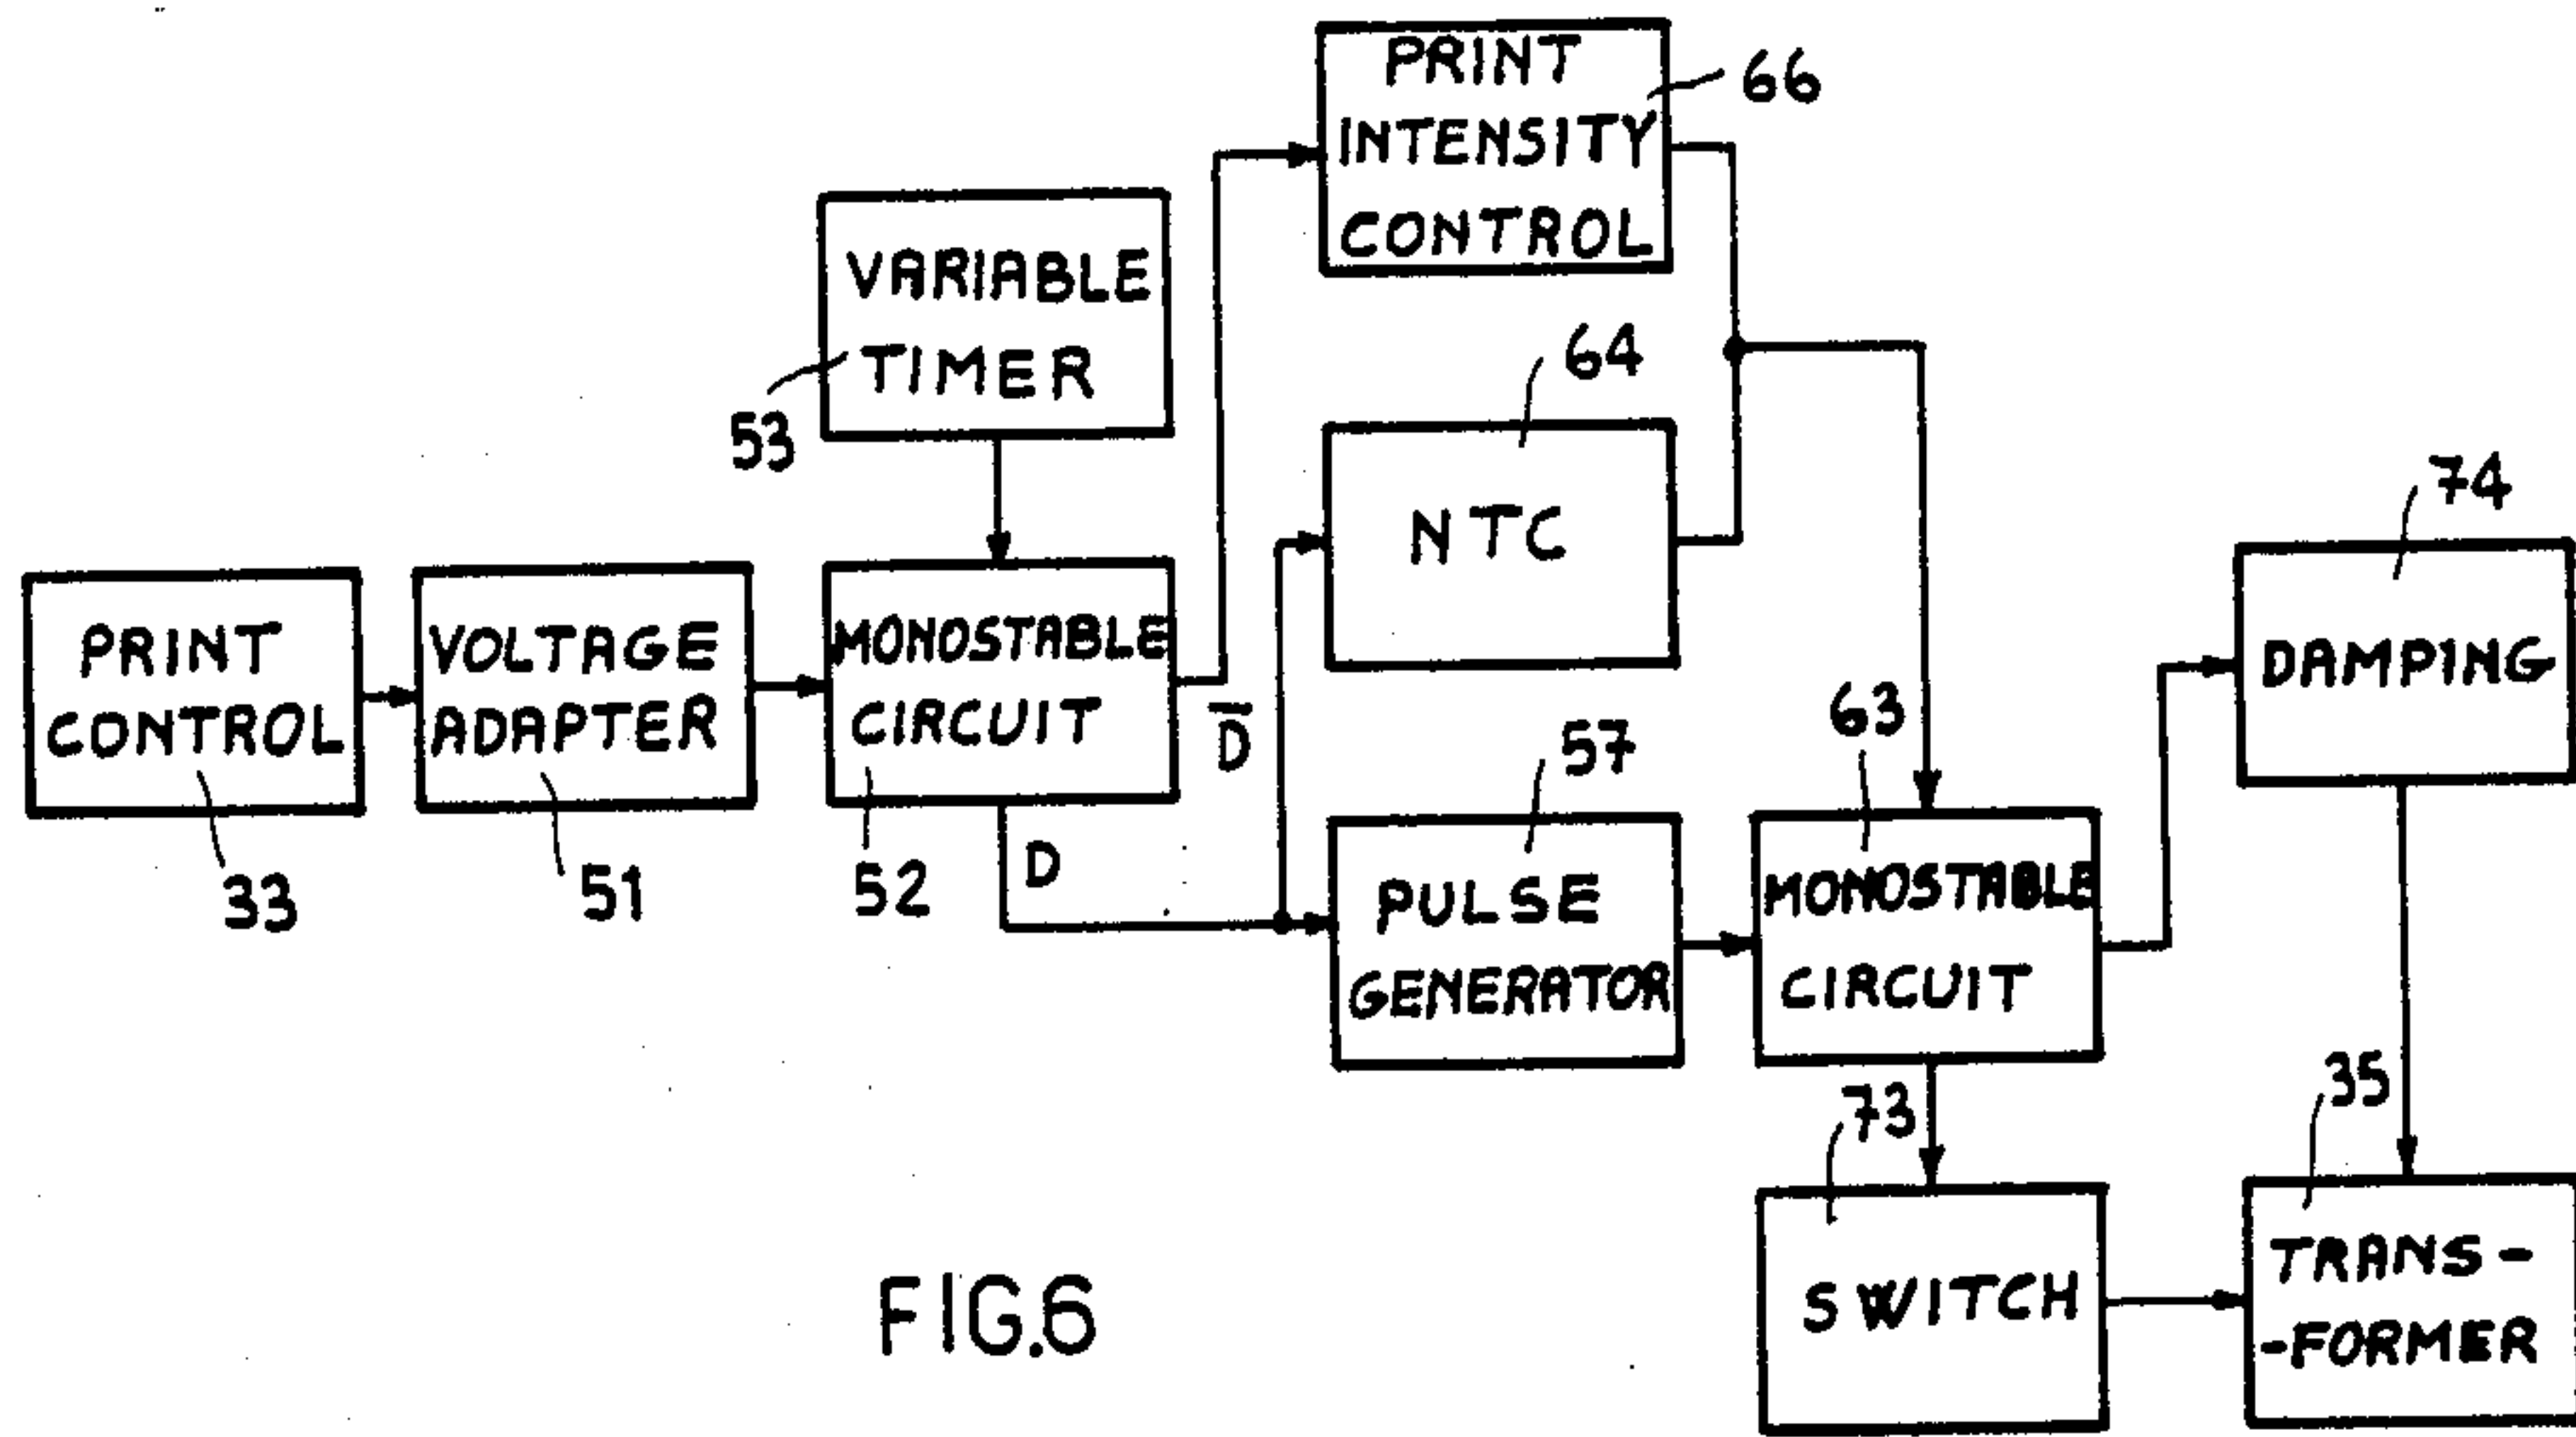 PRINT
INTENSITY
CONTROL
66
VARIABLE
TIMER
53
64
NTC
74
DAMPING
PRINT
CONTROL
33
VOLTAGE
ADAPTER
51
MONOSTABLE
CIRCUIT
52
D̅
D
57
PULSE
GENERATOR
63
MONOSTABLE
CIRCUIT
73
SWITCH
35
TRANS-
-FORMER
FIG.6